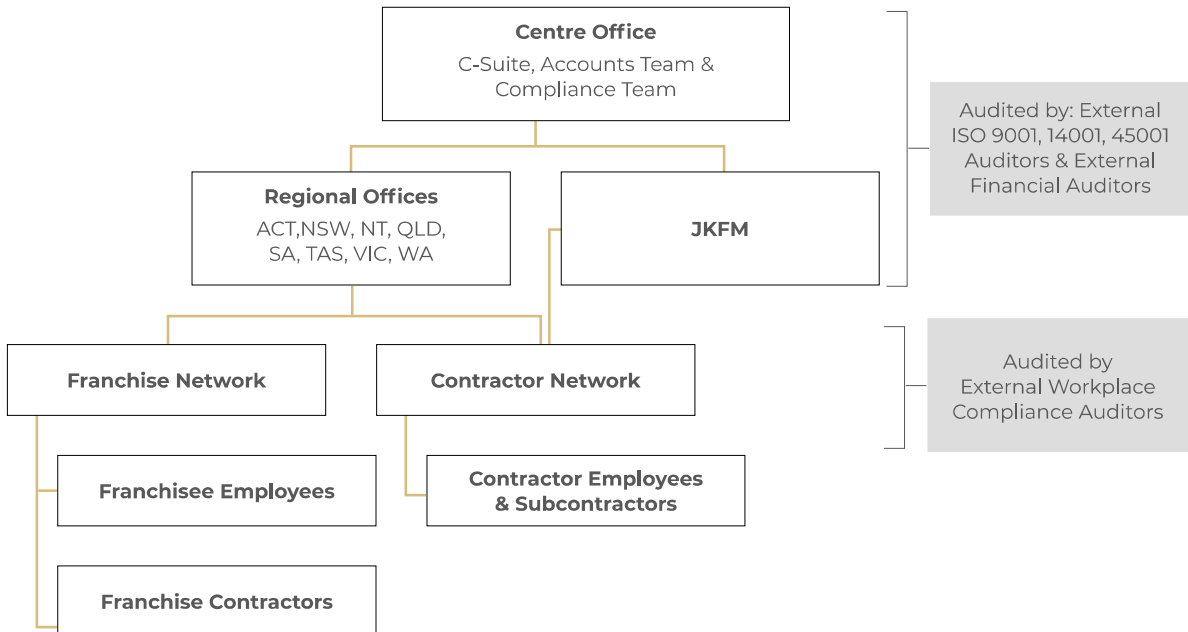 Centre Office
C-Suite, Accounts Team &
Compliance Team
Audited by: External
ISO 9001, 14001, 45001
Auditors & External
Financial Auditors
Regional Offices
ACT,NSW, NT, QLD,
SA, TAS, VIC, WA
JKFM
Franchise Network
Contractor Network
Audited by
External Workplace
Compliance Auditors
Franchisee Employees
Contractor Employees
& Subcontractors
Franchise Contractors